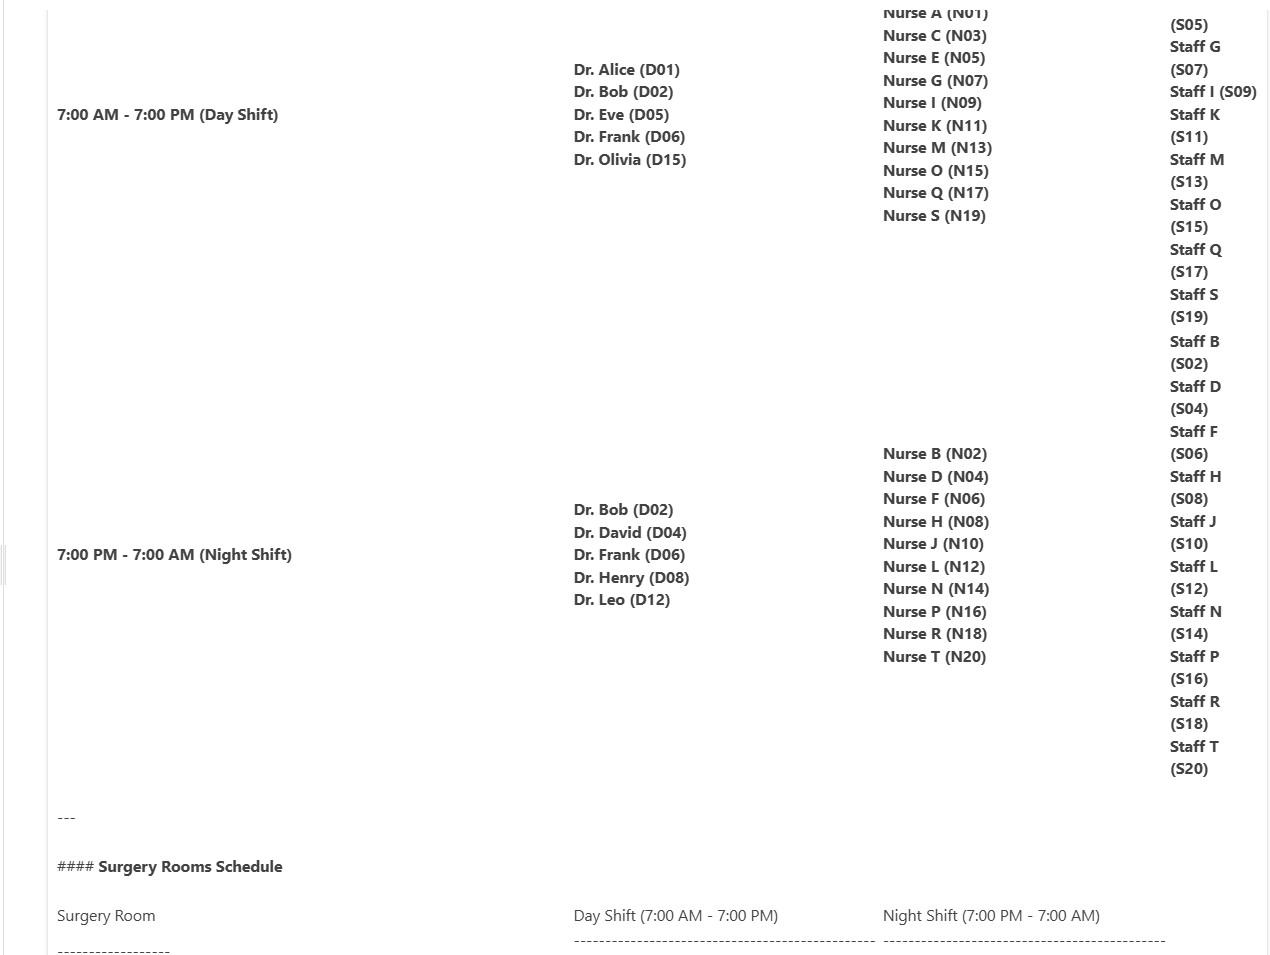 Nurse A (N01)
Nurse C (N03)
Nurse E (N05)
Nurse G (N07)
Nurse I (N09)
Nurse K (N11)
Nurse M (N13)
Nurse O (N15)
Nurse Q (N17)
Nurse S (N19)
(S05)
Staff G
(S07)
Staff I (S09)
Staff K
(S11)
Staff M
(S13)
Staff O
(S15)
Staff Q
(S17)
Staff S
(S19)
Dr. Alice (D01)
Dr. Bob (D02)
Dr. Eve (D05)
Dr. Frank (D06)
Dr. Olivia (D15)
7:00 AM - 7:00 PM (Day Shift)
Staff B
(S02)
Staff D
(S04)
Staff F
(S06)
Staff H
(S08)
Staff J
(S10)
Staff L
(S12)
Staff N
(S14)
Staff P
(S16)
Staff R
(S18)
Staff T
(S20)
Nurse B (N02)
Nurse D (N04)
Nurse F (N06)
Nurse H (N08)
Nurse J (N10)
Nurse L (N12)
Nurse N (N14)
Nurse P (N16)
Nurse R (N18)
Nurse T (N20)
Dr. Bob (D02)
Dr. David (D04)
Dr. Frank (D06)
Dr. Henry (D08)
Dr. Leo (D12)
7:00 PM - 7:00 AM (Night Shift)
---
#### Surgery Rooms Schedule
Surgery Room
Day Shift (7:00 AM - 7:00 PM)
Night Shift (7:00 PM - 7:00 AM)
------------------
------------------------------------------------
---------------------------------------------